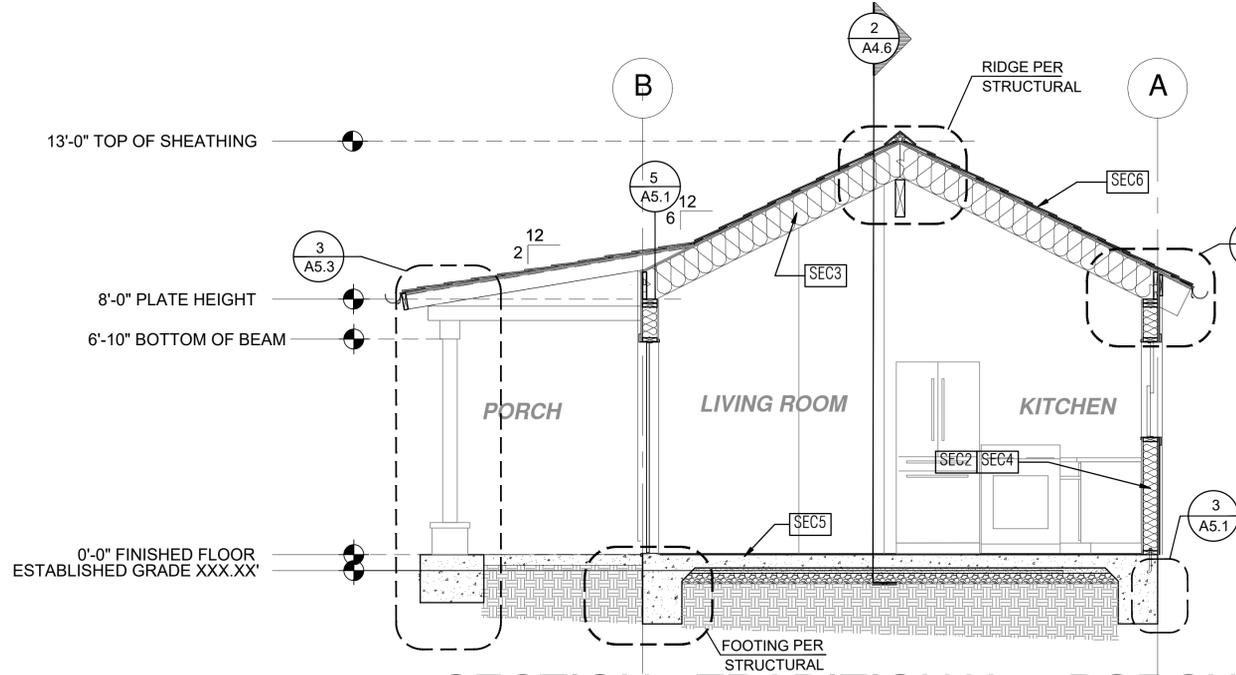 2
A4.6
RIDGE PER
STRUCTURAL
B
A
13'-0" TOP OF SHEATHING
5
A5.1
12
6
SEC6
12
2
3
A5.3
SEC3
8'-0" PLATE HEIGHT
6'-10" BOTTOM OF BEAM
PORCH
LIVING ROOM
KITCHEN
SEC2 SEC4
3
A5.1
SEC5
0'-0" FINISHED FLOOR
ESTABLISHED GRADE XXX.XX'
FOOTING PER
STRUCTURAL